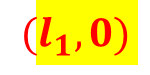 (𝒍₁, 𝟎)